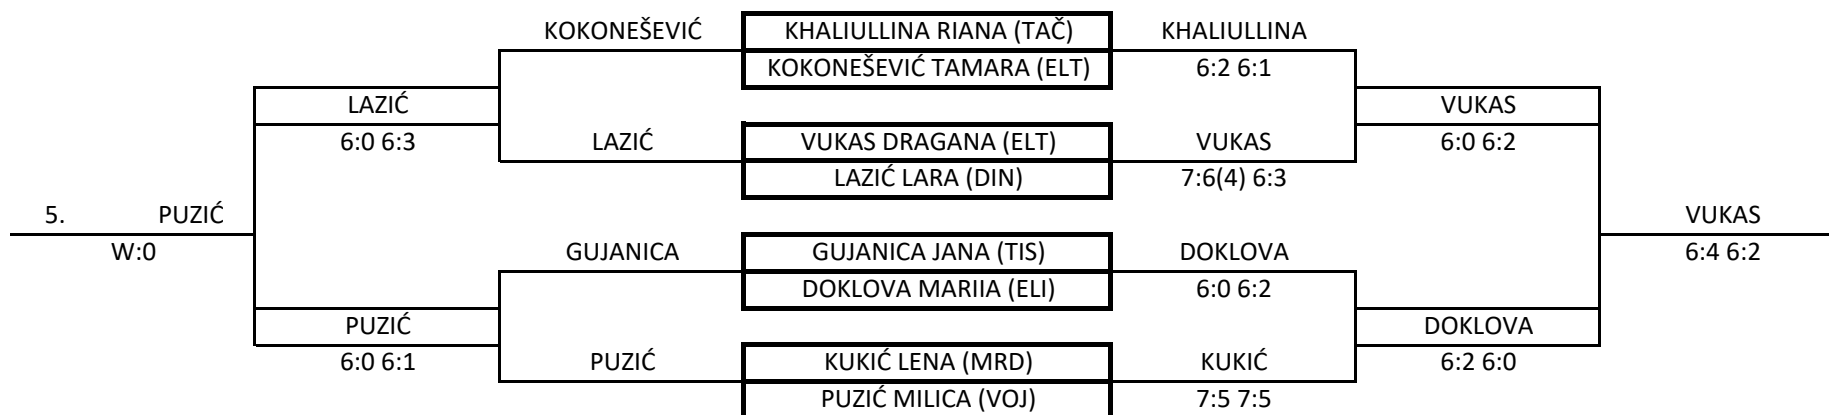 KOKONEŠEVIĆ KHALIULLINA RIANA (TAČ) KHALIULLINA
KOKONEŠEVIĆ TAMARA (ELT) 6:2 6:1
LAZIĆ VUKAS
6:0 6:3 LAZIĆ VUKAS DRAGANA (ELT) VUKAS 6:0 6:2
LAZIĆ LARA (DIN) 7:6(4) 6:3
5. PUZIĆ VUKAS
W:0 GUJANICA GUJANICA JANA (TIS) DOKLOVA 6:4 6:2
DOKLOVA MARIIA (ELI) 6:0 6:2
PUZIĆ DOKLOVA
6:0 6:1 PUZIĆ KUKIĆ LENA (MRD) KUKIĆ 6:2 6:0
PUZIĆ MILICA (VOJ) 7:5 7:5